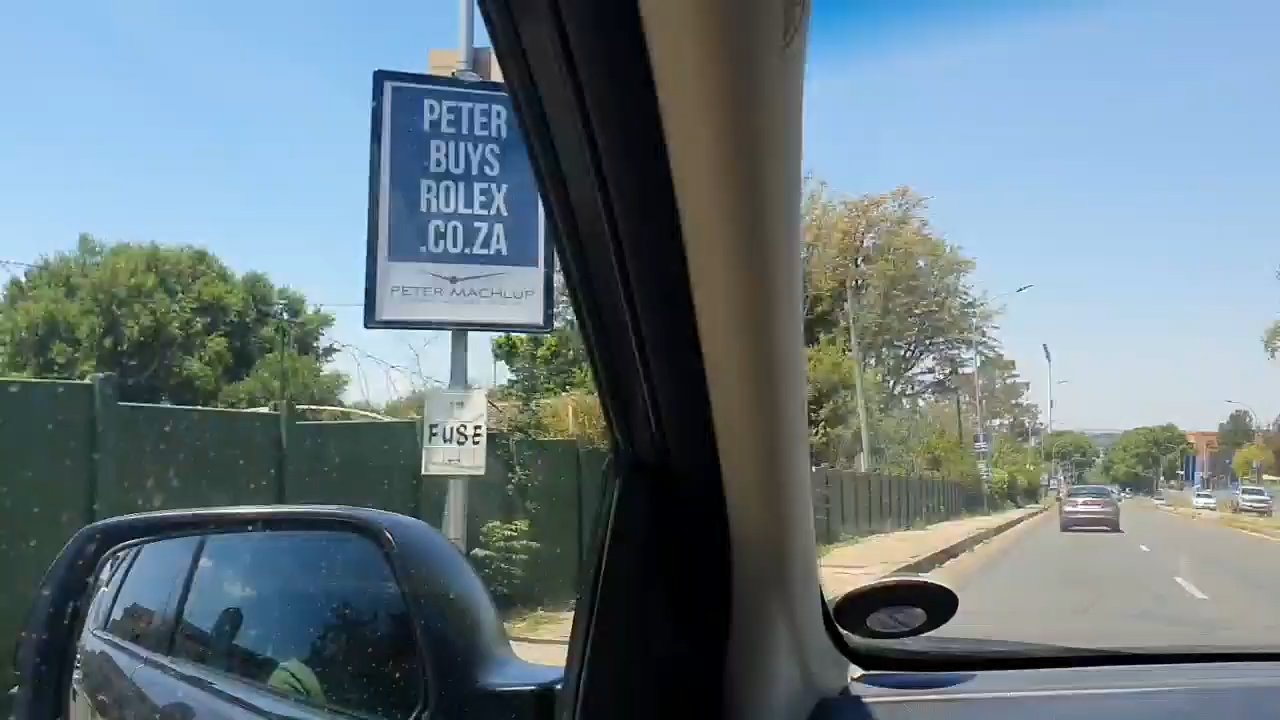 PETER
BUYS
ROLEX
.CO.ZA
PETER MACHLUP
FUSE